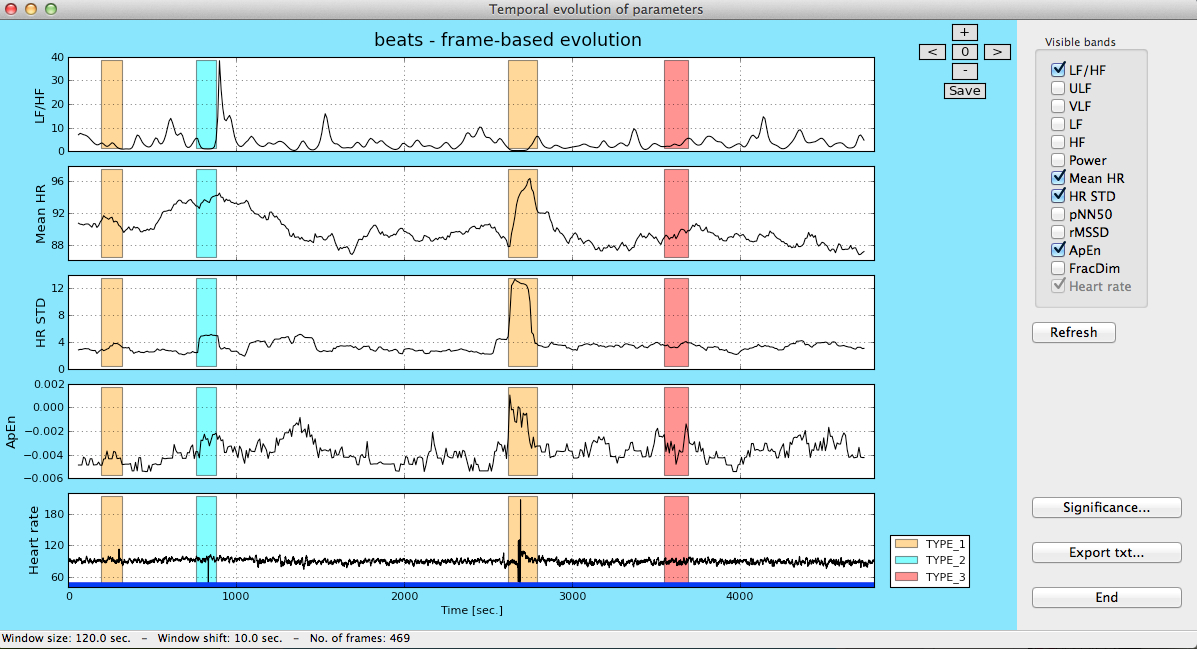 Temporal evolution of parameters
beats - frame-based evolution
+
< 0 >
-
Save
LF/HF
40
30
20
10
0
Mean HR
96
92
88
HR STD
12
8
4
0
ApEn
0.002
0.000
−0.002
−0.004
−0.006
Heart rate
180
120
60
0 1000 2000 3000 4000
Time [sec.]
TYPE_1
TYPE_2
TYPE_3
Visible bands
LF/HF
ULF
VLF
LF
HF
Power
Mean HR
HR STD
pNN50
rMSSD
ApEn
FracDim
Heart rate
Refresh
Significance...
Export txt...
End
Window size: 120.0 sec. – Window shift: 10.0 sec. – No. of frames: 469